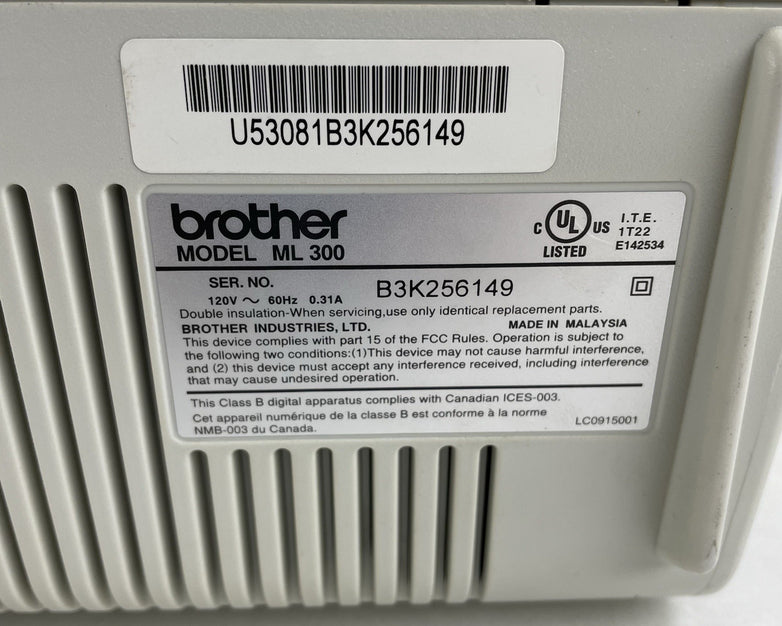 U53081B3K256149
brother
MODEL ML 300
C UL US
LISTED
I.T.E.
1T22
E142534
SER. NO. B3K256149
120V ～ 60Hz 0.31A
Double insulation-When servicing,use only identical replacement parts.
BROTHER INDUSTRIES, LTD. MADE IN MALAYSIA
This device complies with part 15 of the FCC Rules. Operation is subject to
the following two conditions:(1)This device may not cause harmful interference,
and (2) this device must accept any interference received, including interference
that may cause undesired operation.
This Class B digital apparatus complies with Canadian ICES-003.
Cet appareil numérique de la classe B est conforme à la norme
NMB-003 du Canada. LC0915001